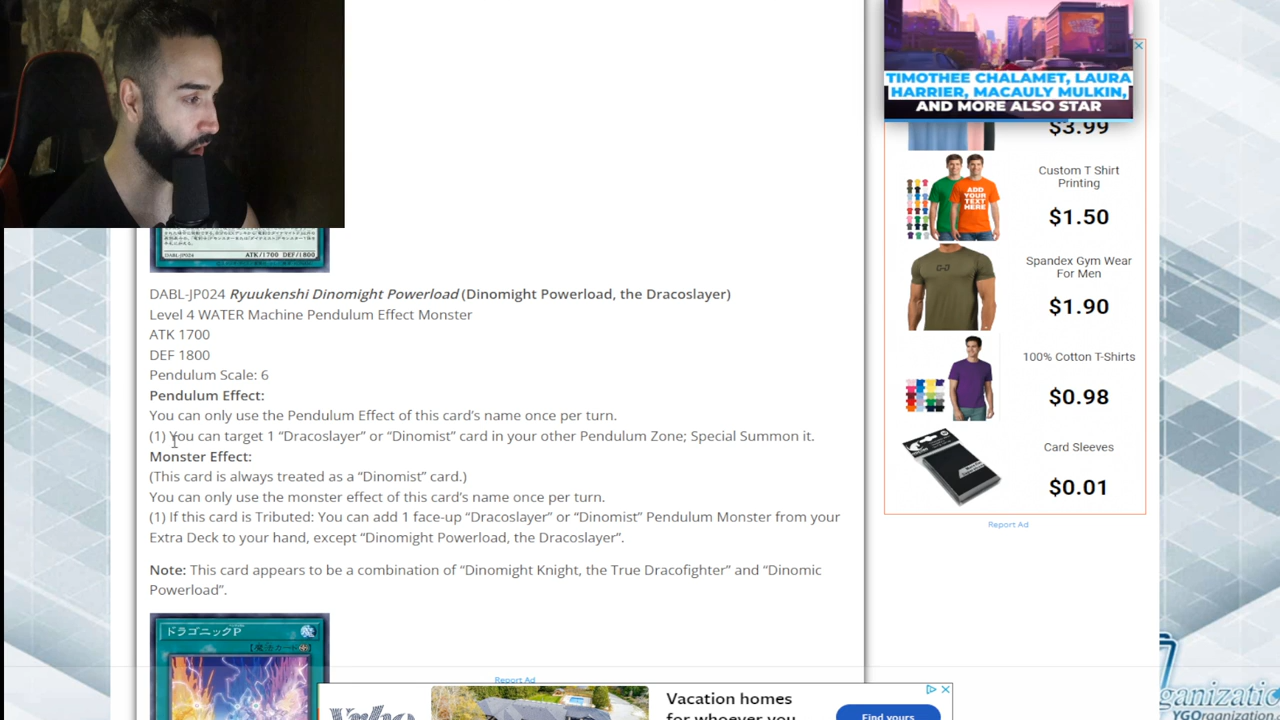 TIMOTHEE CHALAMET, LAURA
HARRIER, MACAULY MULKIN,
AND MORE ALSO STAR
$3.99
Custom T Shirt
Printing
$1.50
ADD
YOUR
TEXT
HERE
Spandex Gym Wear
For Men
$1.90
100% Cotton T-Shirts
$0.98
Card Sleeves
$0.01
Report Ad
DABL-JP024
ATK/1700 DEF/1800
DABL-JP024 Ryuukenshi Dinomight Powerload (Dinomight Powerload, the Dracoslayer)
Level 4 WATER Machine Pendulum Effect Monster
ATK 1700
DEF 1800
Pendulum Scale: 6
Pendulum Effect:
You can only use the Pendulum Effect of this card’s name once per turn.
(1) You can target 1 “Dracoslayer” or “Dinomist” card in your other Pendulum Zone; Special Summon it.
Monster Effect:
(This card is always treated as a “Dinomist” card.)
You can only use the monster effect of this card’s name once per turn.
(1) If this card is Tributed: You can add 1 face-up “Dracoslayer” or “Dinomist” Pendulum Monster from your
Extra Deck to your hand, except “Dinomight Powerload, the Dracoslayer”.
Note: This card appears to be a combination of “Dinomight Knight, the True Dracofighter” and “Dinomic
Powerload”.
ドラゴニックP
Report Ad
Vrbo
Vacation homes
for whoever you
Find yours
YGOrganization